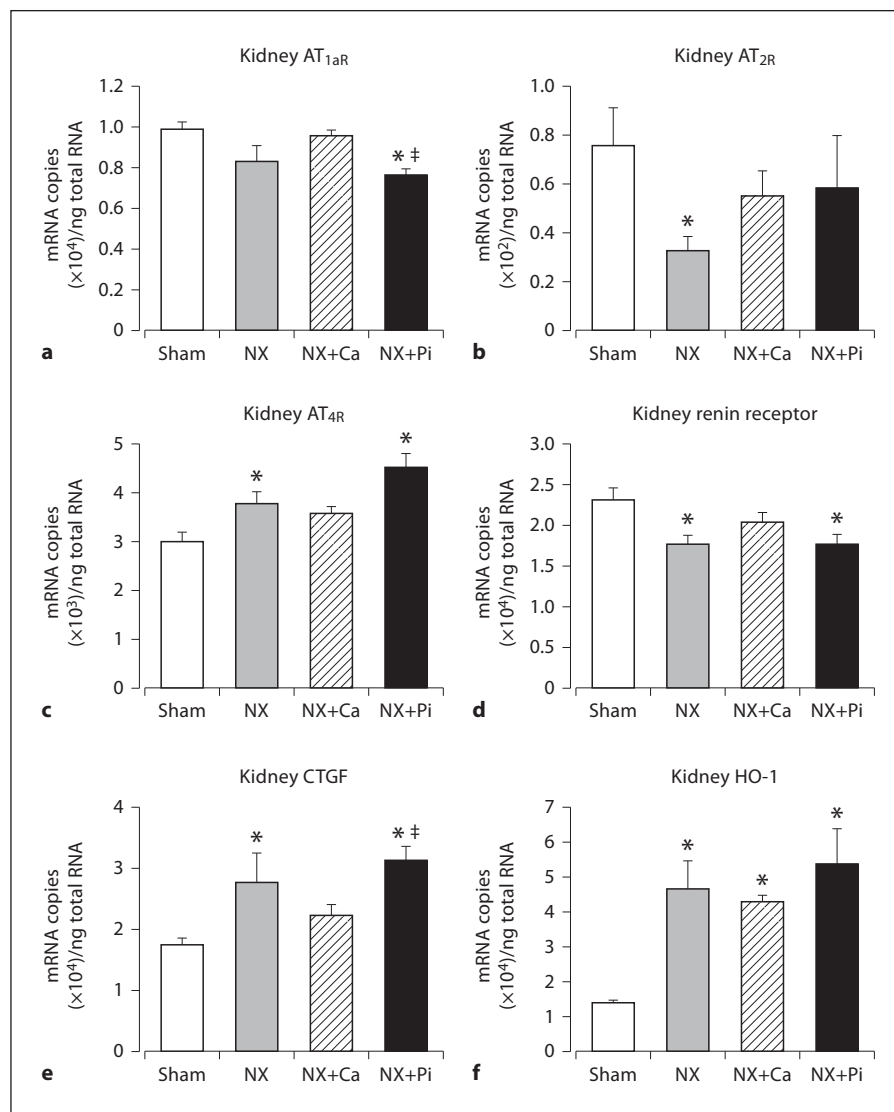 Kidney AT1aR
mRNA copies
(×10⁴)/ng total RNA
1.2
1.0
0.8
0.6
0.4
0.2
0
* ‡
a
Sham NX NX+Ca NX+Pi
Kidney AT2R
mRNA copies
(×10²)/ng total RNA
1.0
0.8
0.6
0.4
0.2
0
*
b
Sham NX NX+Ca NX+Pi
Kidney AT4R
mRNA copies
(×10³)/ng total RNA
5
4
3
2
1
0
* *
c
Sham NX NX+Ca NX+Pi
Kidney renin receptor
mRNA copies
(×10⁴)/ng total RNA
3.0
2.5
2.0
1.5
1.0
0.5
0
* *
d
Sham NX NX+Ca NX+Pi
Kidney CTGF
mRNA copies
(×10⁴)/ng total RNA
4
3
2
1
0
* * ‡
e
Sham NX NX+Ca NX+Pi
Kidney HO-1
mRNA copies
(×10⁴)/ng total RNA
7
6
5
4
3
2
1
0
* * *
f
Sham NX NX+Ca NX+Pi